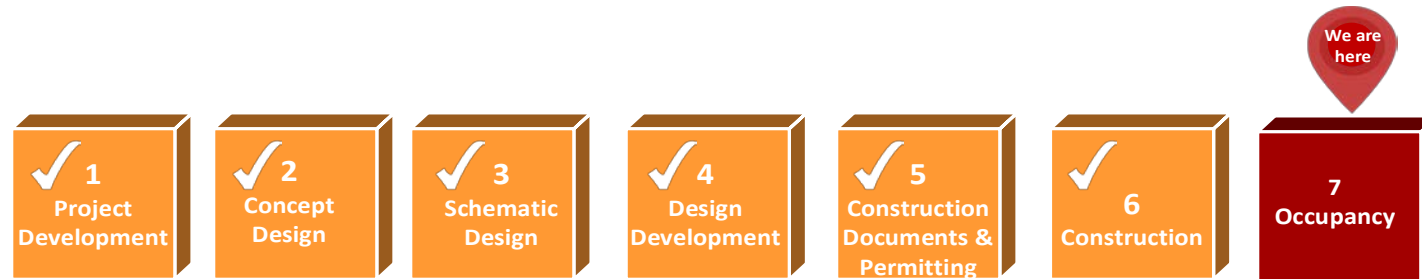 We are
here
1
Project
Development
2
Concept
Design
3
Schematic
Design
4
Design
Development
5
Construction
Documents &
Permitting
6
Construction
7
Occupancy